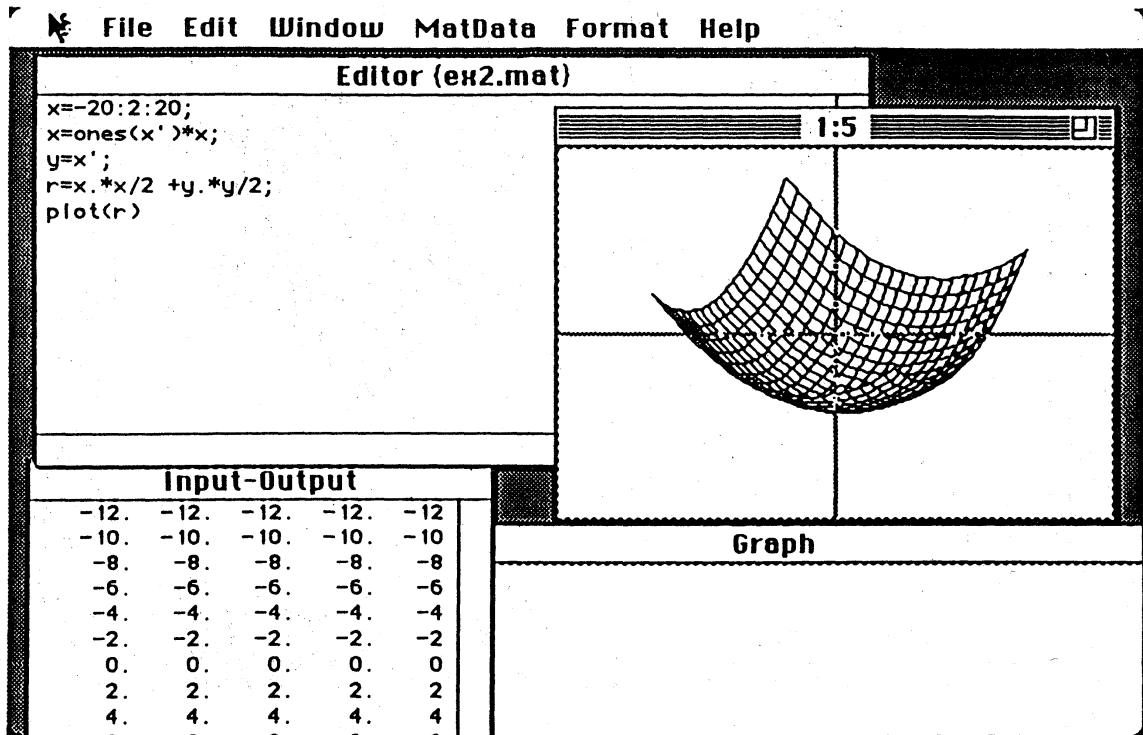 File Edit Window MatData Format Help
Editor (ex2.mat)
x=-20:2:20;
x=ones(x')*x;
y=x';
r=x.*x/2 +y.*y/2;
plot(r)
1:5
Input-Output
-12. -12. -12. -12. -12
-10. -10. -10. -10. -10
-8. -8. -8. -8. -8
-6. -6. -6. -6. -6
-4. -4. -4. -4. -4
-2. -2. -2. -2. -2
0. 0. 0. 0. 0
2. 2. 2. 2. 2
4. 4. 4. 4. 4
Graph